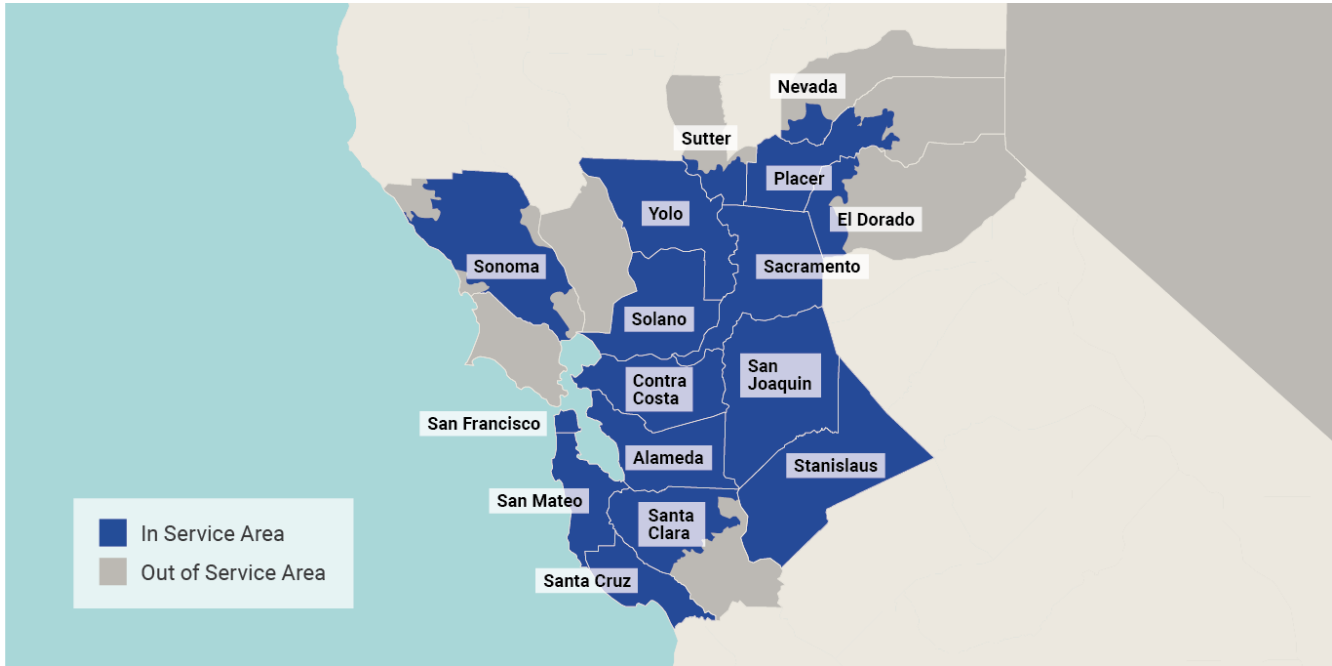 Nevada
Sutter
Placer
Yolo
El Dorado
Sonoma
Sacramento
Solano
San
Joaquin
Contra
Costa
San Francisco
Alameda
Stanislaus
San Mateo
Santa
Clara
In Service Area
Out of Service Area
Santa Cruz